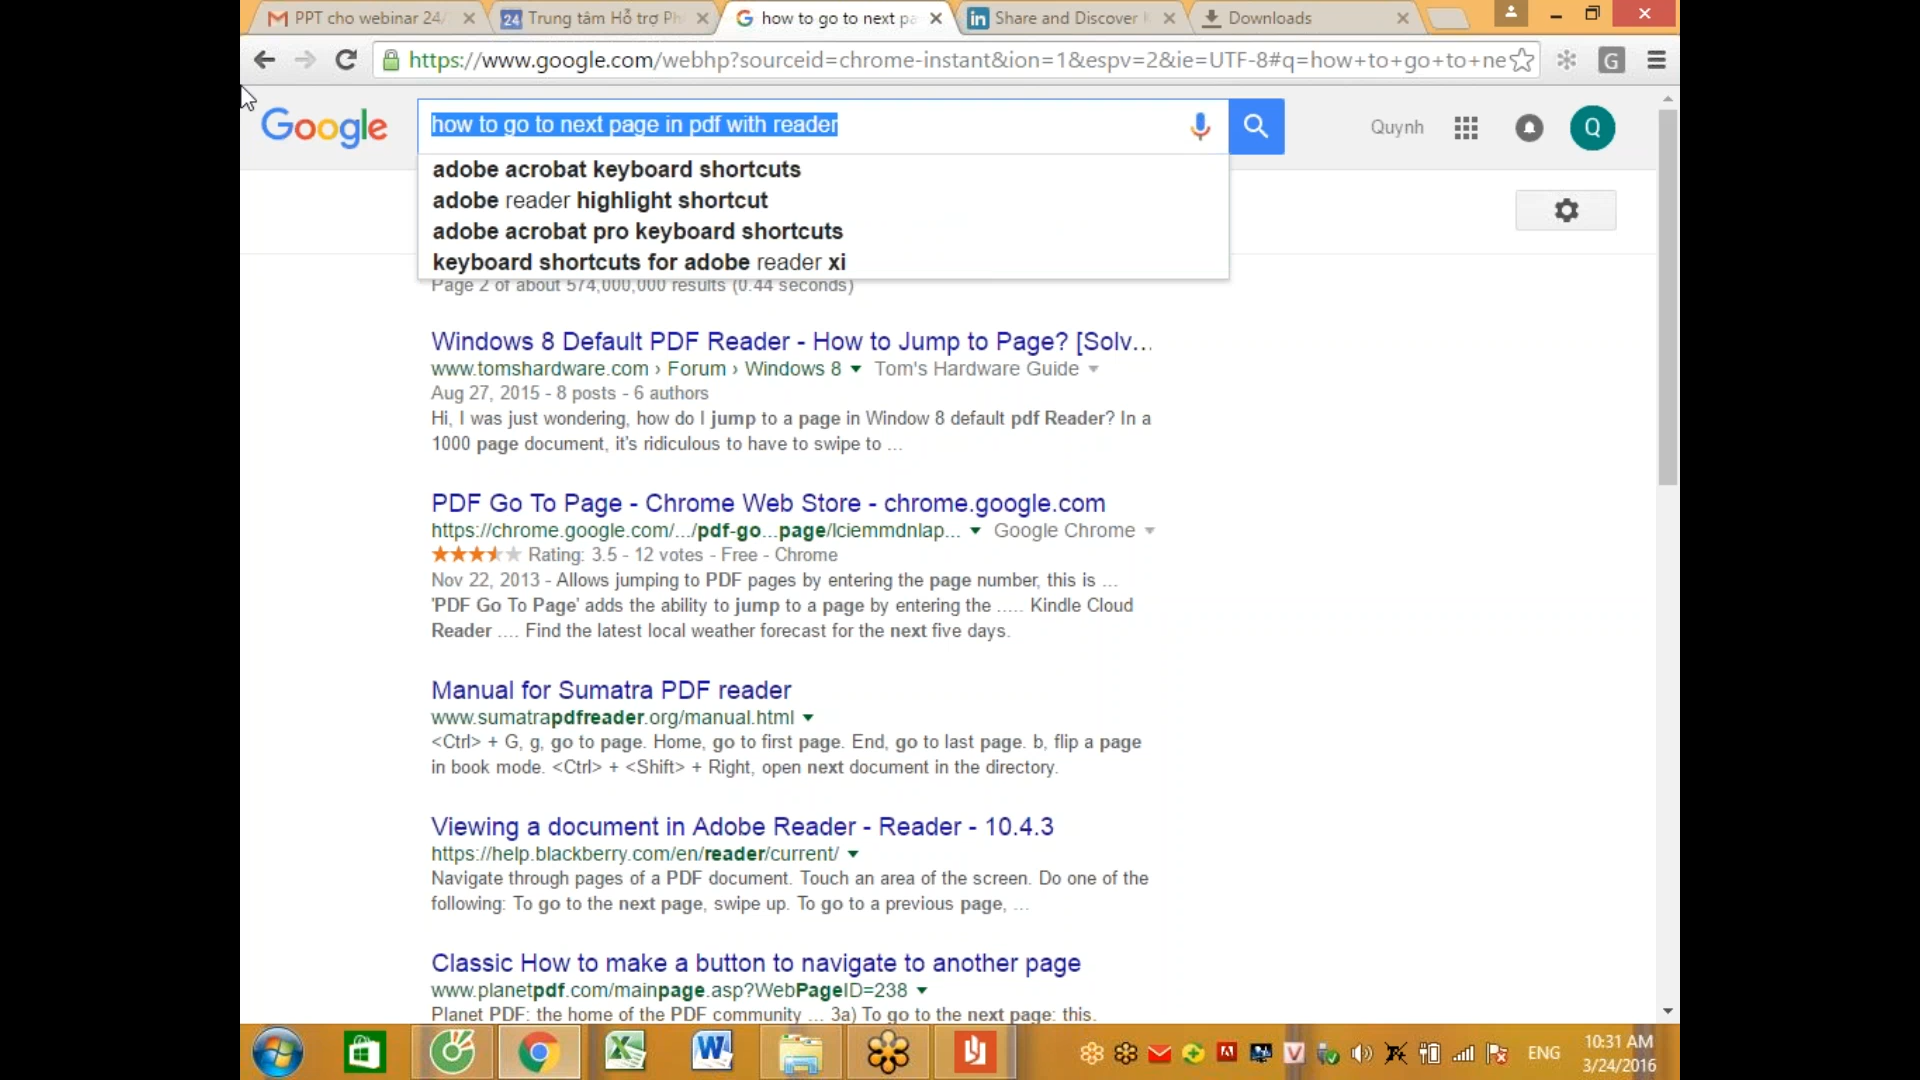 PPT cho webinar 24/
24 Trung tâm Hỗ trợ Ph
how to go to next pa
Share and Discover
Downloads
https://www.google.com/webhp?sourceid=chrome-instant&ion=1&espv=2&ie=UTF-8#q=how+to+go+to+ne
Google
how to go to next page in pdf with reader
Quynh
Q
adobe acrobat keyboard shortcuts
adobe reader highlight shortcut
adobe acrobat pro keyboard shortcuts
keyboard shortcuts for adobe reader xi
Page 2 of about 574,000,000 results (0.44 seconds)
Windows 8 Default PDF Reader - How to Jump to Page? [Solv...
www.tomshardware.com › Forum › Windows 8 Tom's Hardware Guide
Aug 27, 2015 - 8 posts - 6 authors
Hi, I was just wondering, how do I jump to a page in Window 8 default pdf Reader? In a
1000 page document, it's ridiculous to have to swipe to ...
PDF Go To Page - Chrome Web Store - chrome.google.com
https://chrome.google.com/.../pdf-go...page/lciemmdnlap... Google Chrome
Rating: 3.5 - 12 votes - Free - Chrome
Nov 22, 2013 - Allows jumping to PDF pages by entering the page number, this is ...
'PDF Go To Page' adds the ability to jump to a page by entering the ..... Kindle Cloud
Reader .... Find the latest local weather forecast for the next five days.
Manual for Sumatra PDF reader
www.sumatrapdfreader.org/manual.html
<Ctrl> + G, g, go to page. Home, go to first page. End, go to last page. b, flip a page
in book mode. <Ctrl> + <Shift> + Right, open next document in the directory.
Viewing a document in Adobe Reader - Reader - 10.4.3
https://help.blackberry.com/en/reader/current/
Navigate through pages of a PDF document. Touch an area of the screen. Do one of the
following: To go to the next page, swipe up. To go to a previous page, ...
Classic How to make a button to navigate to another page
www.planetpdf.com/mainpage.asp?WebPageID=238
Planet PDF: the home of the PDF community ... 3a) To go to the next page: this.
ENG
10:31 AM
3/24/2016